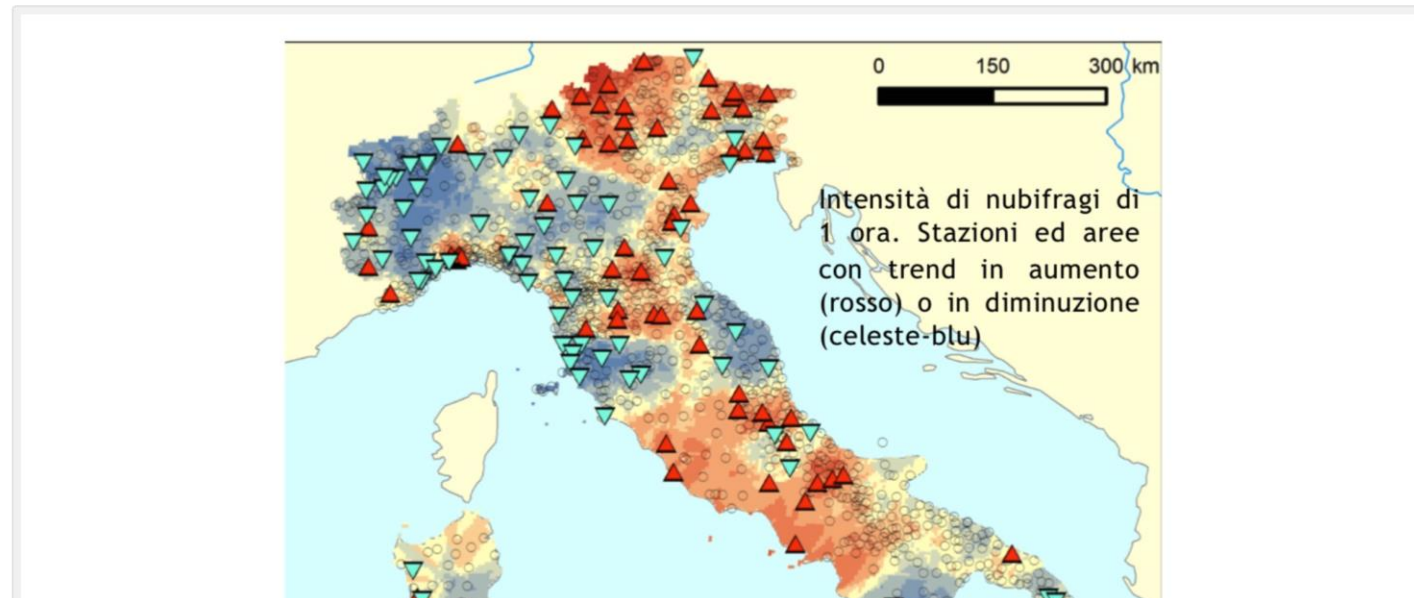 0 150 300 km
Intensità di nubifragi di
1 ora. Stazioni ed aree
con trend in aumento
(rosso) o in diminuzione
(celeste-blu)